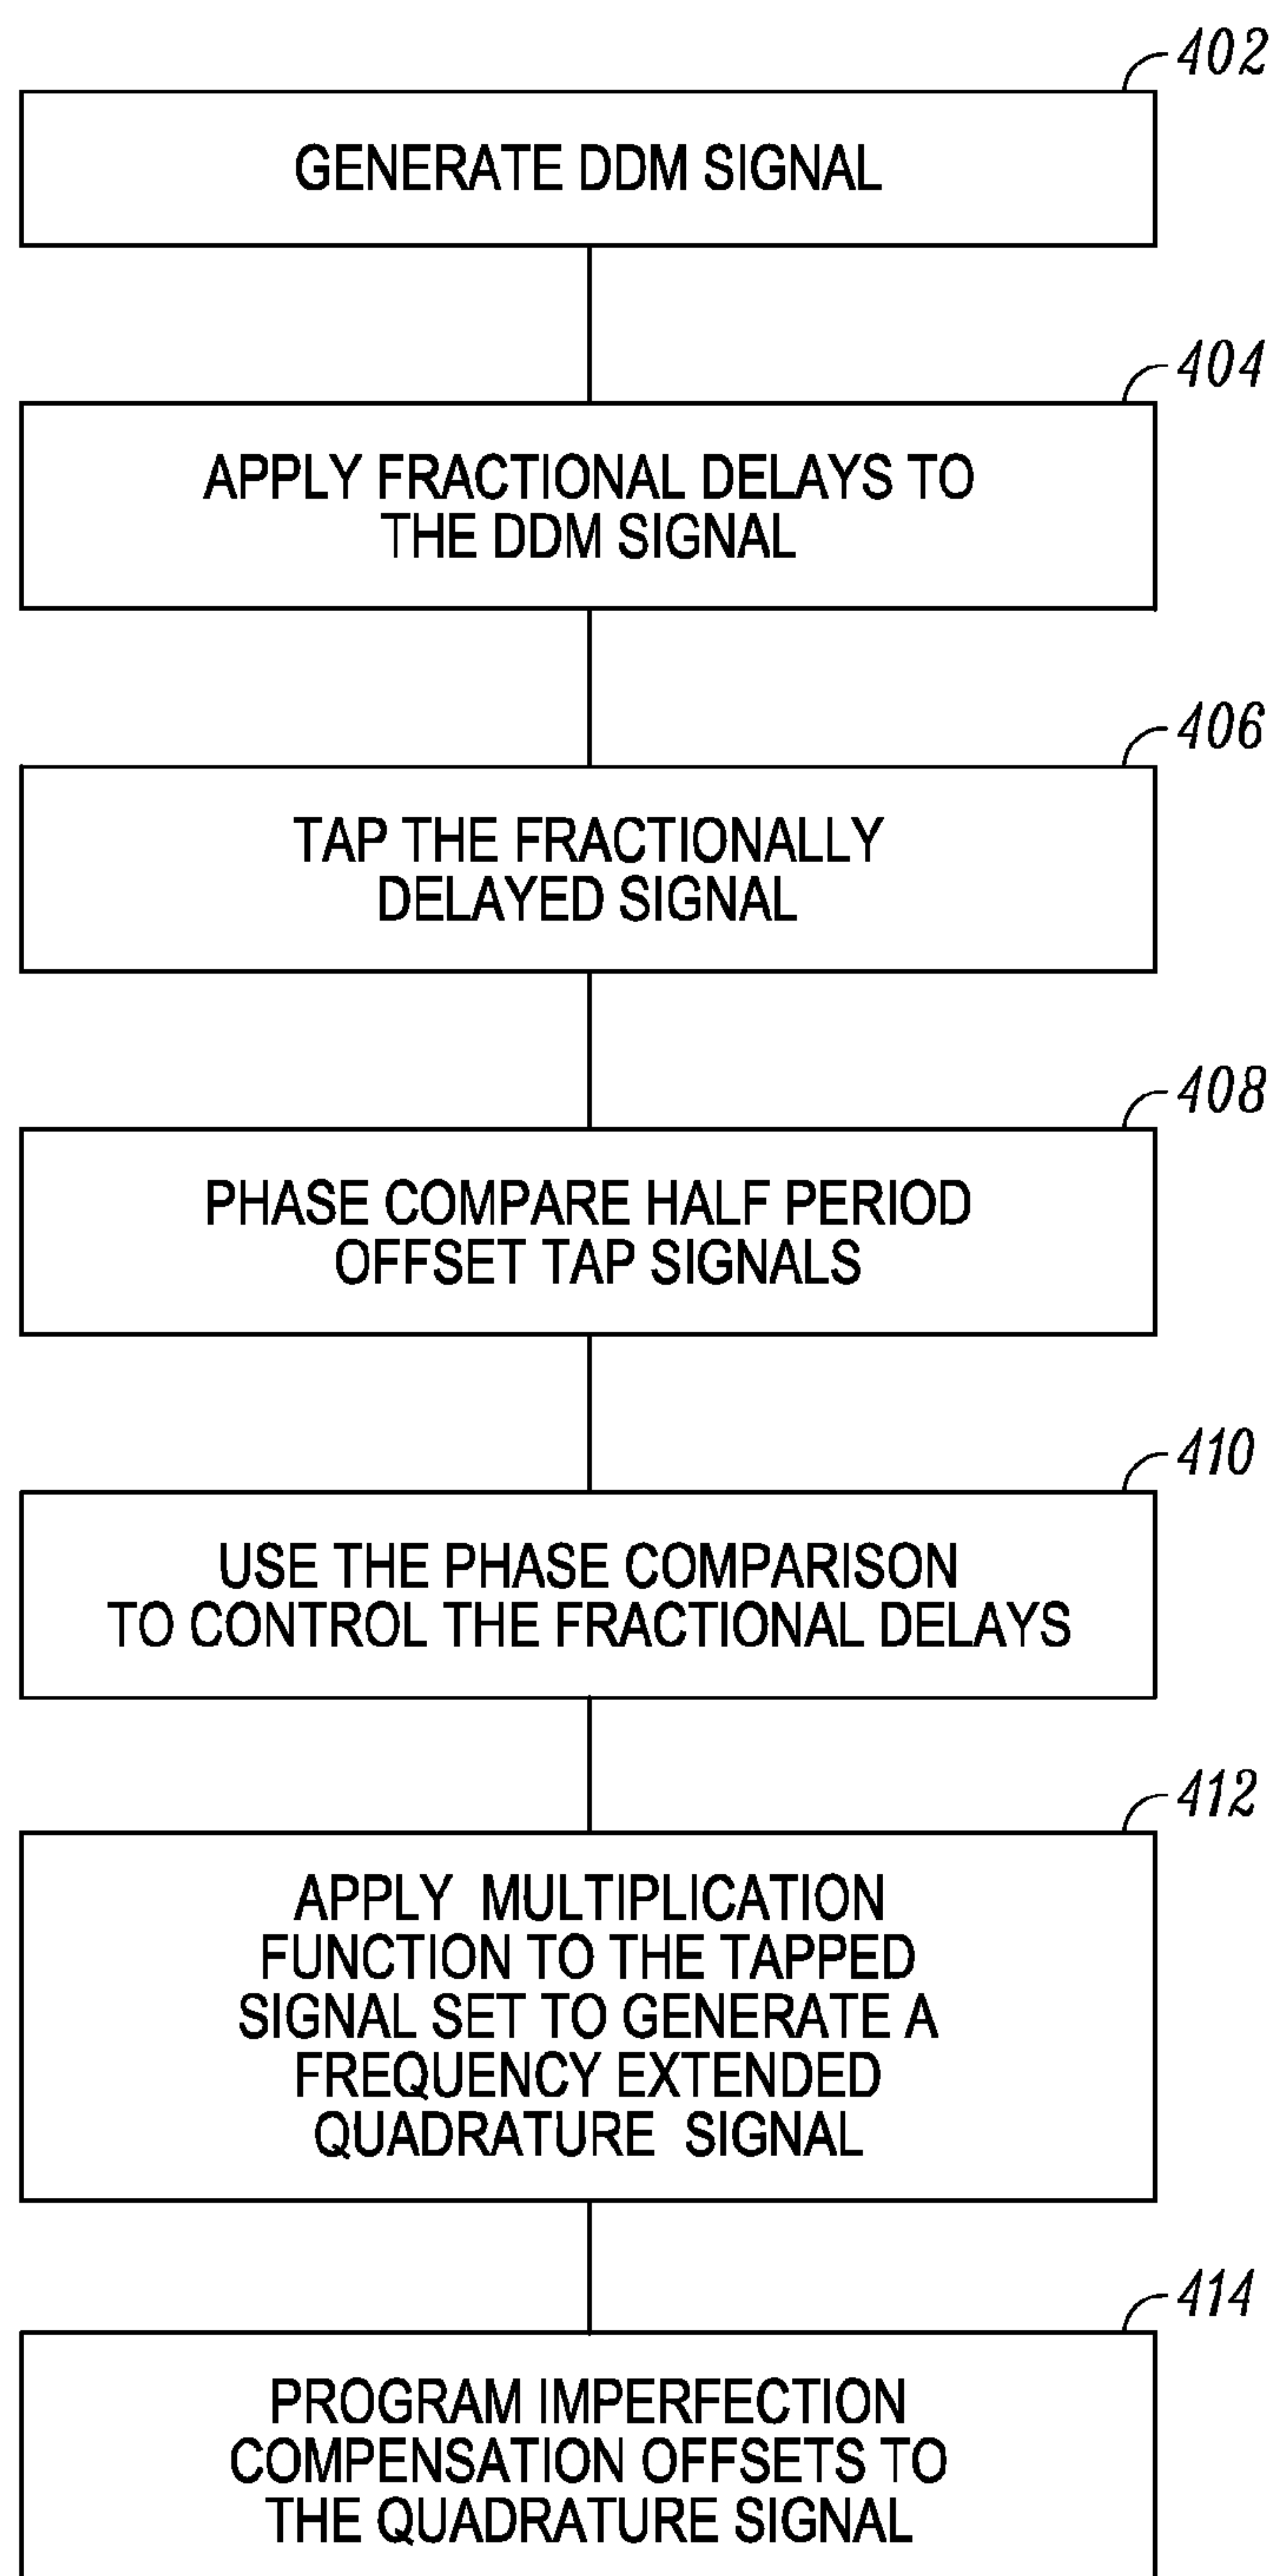 402
GENERATE DDM SIGNAL
404
APPLY FRACTIONAL DELAYS TO
THE DDM SIGNAL
406
TAP THE FRACTIONALLY
DELAYED SIGNAL
408
PHASE COMPARE HALF PERIOD
OFFSET TAP SIGNALS
410
USE THE PHASE COMPARISON
TO CONTROL THE FRACTIONAL DELAYS
412
APPLY MULTIPLICATION
FUNCTION TO THE TAPPED
SIGNAL SET TO GENERATE A
FREQUENCY EXTENDED
QUADRATURE SIGNAL
414
PROGRAM IMPERFECTION
COMPENSATION OFFSETS TO
THE QUADRATURE SIGNAL